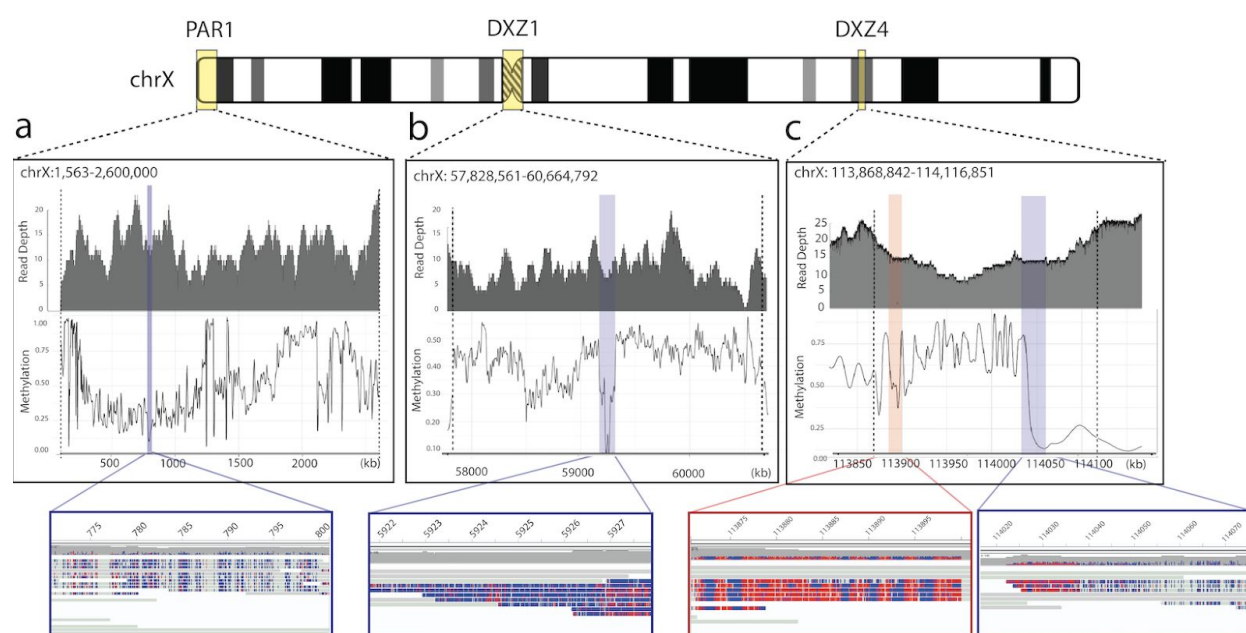 PAR1 DXZ1 DXZ4
chrX
a
chrX:1,563-2,600,000
Read Depth
20
15
10
5
0
Methylation
1.00
0.75
0.50
0.25
0.00
500 1000 1500 2000 (kb)
775 780 785 790 795 800
b
chrX: 57,828,561-60,664,792
Read Depth
20
15
10
5
0
Methylation
0.50
0.40
0.30
0.20
0.10
58000 59000 60000 (kb)
5922 5923 5924 5925 5926 5927
c
chrX: 113,868,842-114,116,851
Read Depth
25
20
15
10
5
0
Methylation
0.75
0.50
0.25
0.00
113850 113900 113950 114000 114050 114100 (kb)
113875 113880 113885 113890 113895
114020 114030 114040 114050 114060 114070